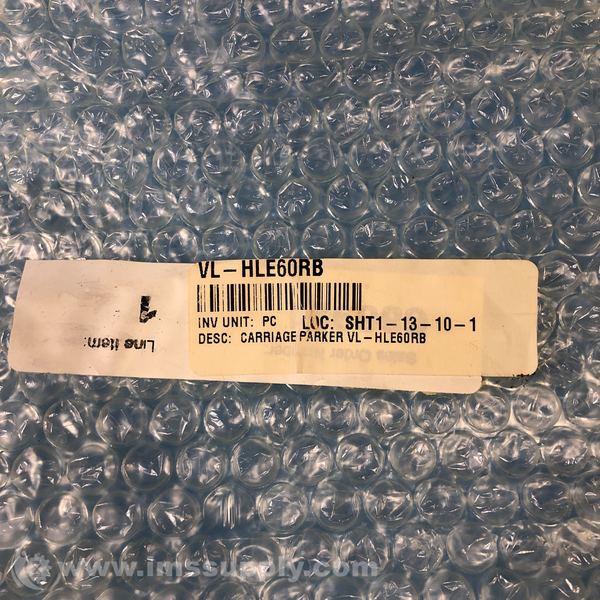 VL-HLE60RB
INV UNIT: PC LOC: SHT1-13-10-1
DESC: CARRIAGE PARKER VL-HLE60RB
Line Item:
1
Sales Order Number
www.imssupply.com